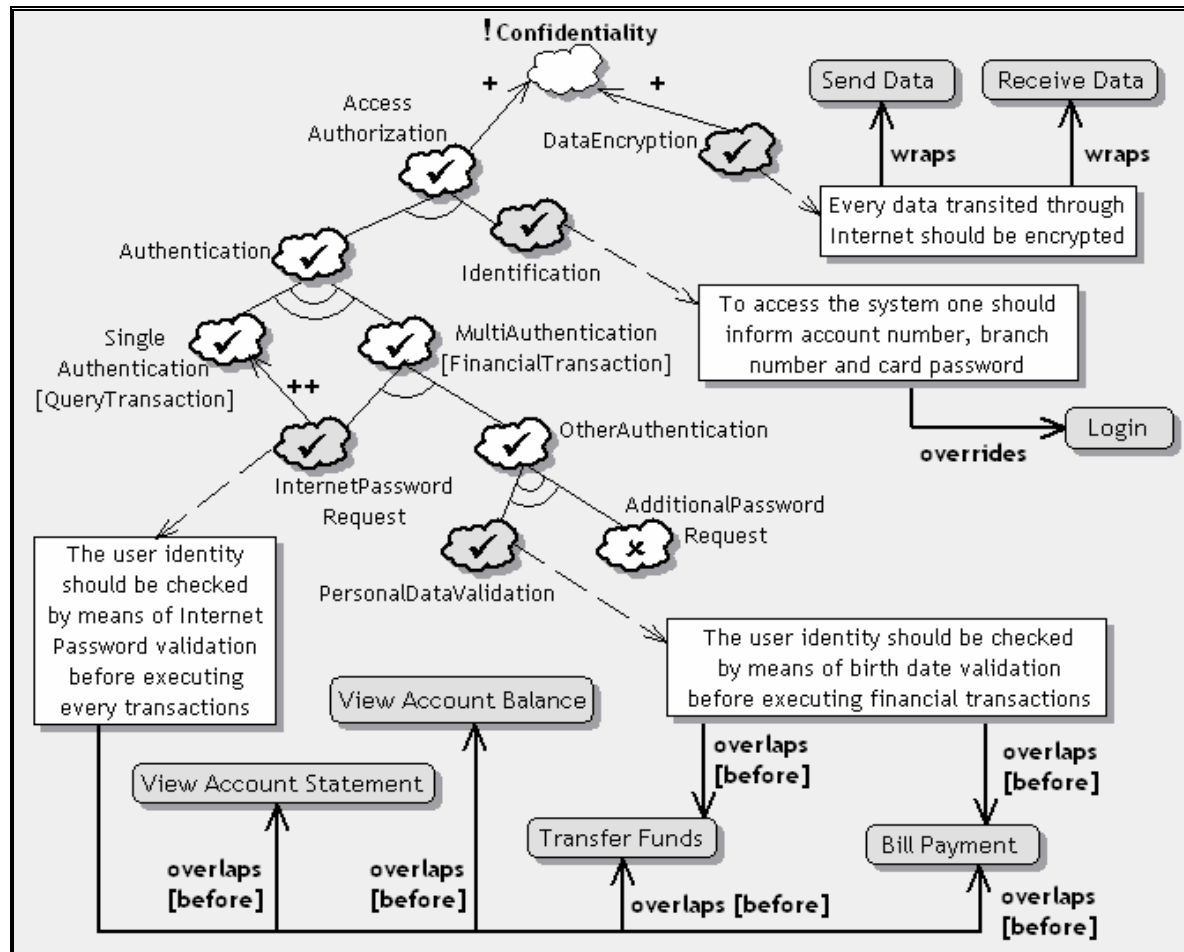 ! Confidentiality
+
+
Send Data
Receive Data
Access
Authorization
DataEncryption
wraps
wraps
Every data transited through
Internet should be encrypted
Authentication
Identification
To access the system one should
inform account number, branch
number and card password
Single
Authentication
[QueryTransaction]
MultiAuthentication
[FinancialTransaction]
++
OtherAuthentication
overrides
Login
InternetPassword
Request
AdditionalPassword
Request
PersonalDataValidation
The user identity
should be checked
by means of Internet
Password validation
before executing
every transactions
The user identity should be checked
by means of birth date validation
before executing financial transactions
View Account Balance
View Account Statement
overlaps
[before]
overlaps
[before]
Transfer Funds
Bill Payment
overlaps
[before]
overlaps
[before]
overlaps [before]
overlaps
[before]